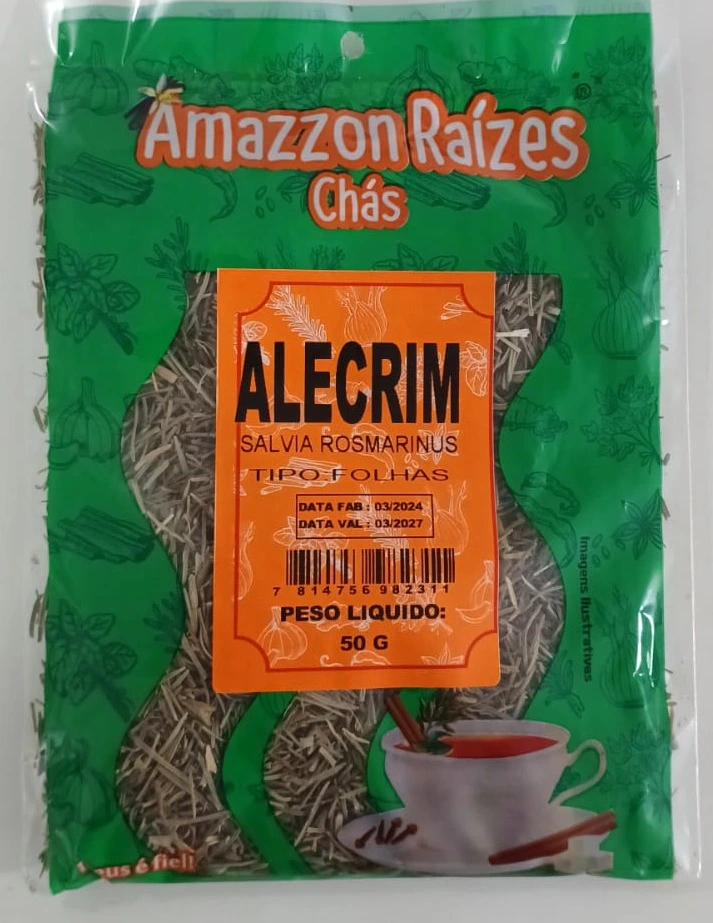 Amazzon Raízes
®
Chás
ALECRIM
SALVIA ROSMARINUS
TIPO:FOLHAS
DATA FAB : 03/2024
DATA VAL : 03/2027
7 814756 982311
PESO LIQUIDO:
50 G
Imagens Ilustrativas
é fiel!